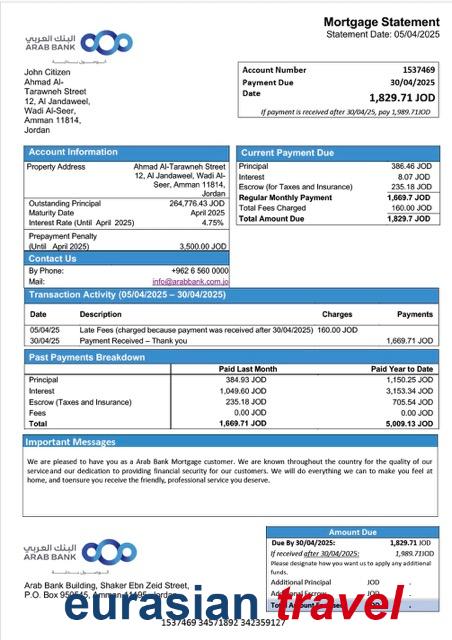 Mortgage Statement
Statement Date: 05/04/2025
البنك العربي
ARAB BANK
John Citizen
Ahmad Al-
Tarawneh Street
12, Al Jandaweel,
Wadi Al-Seer,
Amman 11814,
Jordan
Account Number 1537469
Payment Due Date 30/04/2025
1,829.71 JOD
If payment is received after 30/04/2025, pay 1,989.71JOD
Account Information
Property Address Ahmad Al-Tarawneh Street
12, Al Jandaweel, Wadi Al-
Seer, Amman 11814,
Jordan
Outstanding Principal 264,776.43 JOD
Maturity Date April 2025
Interest Rate (Until April 2025) 4.75%
Prepayment Penalty
(Until April 2025) 3,500.00 JOD
Contact Us
By Phone: +962 6 560 0000
Mail: info@arabbank.com.jo
Current Payment Due
Principal 386.46 JOD
Interest 8.07 JOD
Escrow (for Taxes and Insurance) 235.18 JOD
Regular Monthly Payment 1,669.7 JOD
Total Fees Charged 160.00 JOD
Total Amount Due 1,829.7 JOD
Transaction Activity (05/04/2025 – 30/04/2025)
Date Description Charges Payments
05/04/25 Late Fees (charged because payment was received after 30/04/2025) 160.00 JOD
30/04/25 Payment Received – Thank you 1,669.71 JOD
Past Payments Breakdown
Paid Last Month Paid Year to Date
Principal 384.93 JOD 1,150.25 JOD
Interest 1,049.60 JOD 3,153.34 JOD
Escrow (Taxes and Insurance) 235.18 JOD 705.54 JOD
Fees 0.00 JOD 0.00 JOD
Total 1,669.71 JOD 5,009.13 JOD
Important Messages
We are pleased to have you as a Arab Bank Mortgage customer. We are known throughout the country for the quality of our
service and our dedication to providing financial security for our customers. We will do everything we can to make you feel at
home, and toensure you receive the friendly, professional service you deserve.
البنك العربي
ARAB BANK
Arab Bank Building, Shaker Ebn Zeid Street,
P.O. Box 950545, Amman 11195, Jordan
Amount Due
Due By 30/04/2025: 1,829.71 JOD
If received after 30/04/2025: 1,989.71JOD
Please designate how you want us to apply any additional
funds.
Additional Principal JOD .
Additional Escrow JOD .
Total Amount JOD .
eurasian travel
1537469 34571892 342359127